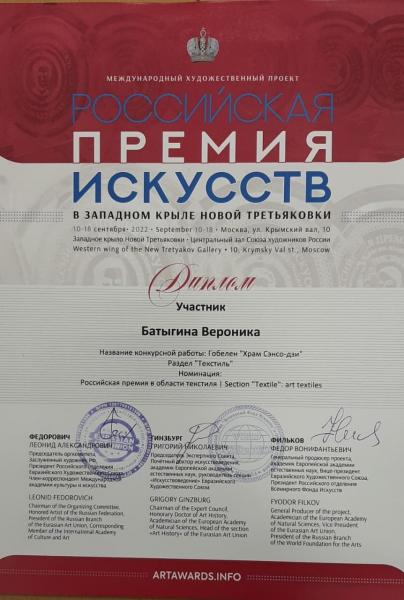 МЕЖДУНАРОДНЫЙ ХУДОЖЕСТВЕННЫЙ ПРОЕКТ
РОССИЙСКАЯ
ПРЕМИЯ
ИСКУССТВ
В ЗАПАДНОМ КРЫЛЕ НОВОЙ ТРЕТЬЯКОВКИ
10-18 сентября • 2022 • September 10-18 • Москва, ул. Крымский вал, 10
Западное крыло Новой Третьяковки • Центральный зал Союза художников России
Western wing of the New Tretyakov Gallery • 10, Krymsky Val st., Moscow
Диплом
Участник
Батыгина Вероника
Название конкурсной работы: Гобелен "Храм Сэнсо-дзи"
Раздел "Текстиль"
Номинация:
Российская премия в области текстиля | Section "Textile": art textiles
ФЕДОРОВИЧ
ЛЕОНИД АЛЕКСАНДРОВИЧ
Председатель оргкомитета,
Заслуженный художник РФ,
Президент Российского отделения
Евразийского Художественного Союза,
член-корреспондент Международной
академии культуры и искусства
LEONID FEDOROVICH
Chairman of the Organizing Committee,
Honored Artist of the Russian Federation,
President of the Russian Branch
of the Eurasian Art Union, Corresponding
Member of the International Academy
of Culture and Art
ГИНЗБУРГ
ГРИГОРИЙ НИКОЛАЕВИЧ
Председатель Экспертного Совета,
Почетный доктор искусствоведения,
академик Европейской академии
естественных наук, руководитель секции
«Искусствоведение» Евразийского
Художественного Союза
GRIGORY GINZBURG
Chairman of the Expert Council,
Honorary Doctor of Art History,
Academician of the European Academy
of Natural Sciences, Head of the section
«Art History» of the Eurasian Art Union
ФИЛЬКОВ
ФЕДОР ВОНИФАНТЬЕВИЧ
Генеральный продюсер проекта,
академик Европейской академии
естественных наук, Вице-президент
Евразийского Художественного Союза,
Президент Российского отделения
Всемирного Фонда Искусств
FYODOR FILKOV
General Producer of the project,
Academician of the European Academy
of Natural Sciences, Vice President
of the Eurasian Art Union,
President of the Russian Branch
of the World Foundation for the Arts
ARTAWARDS.INFO